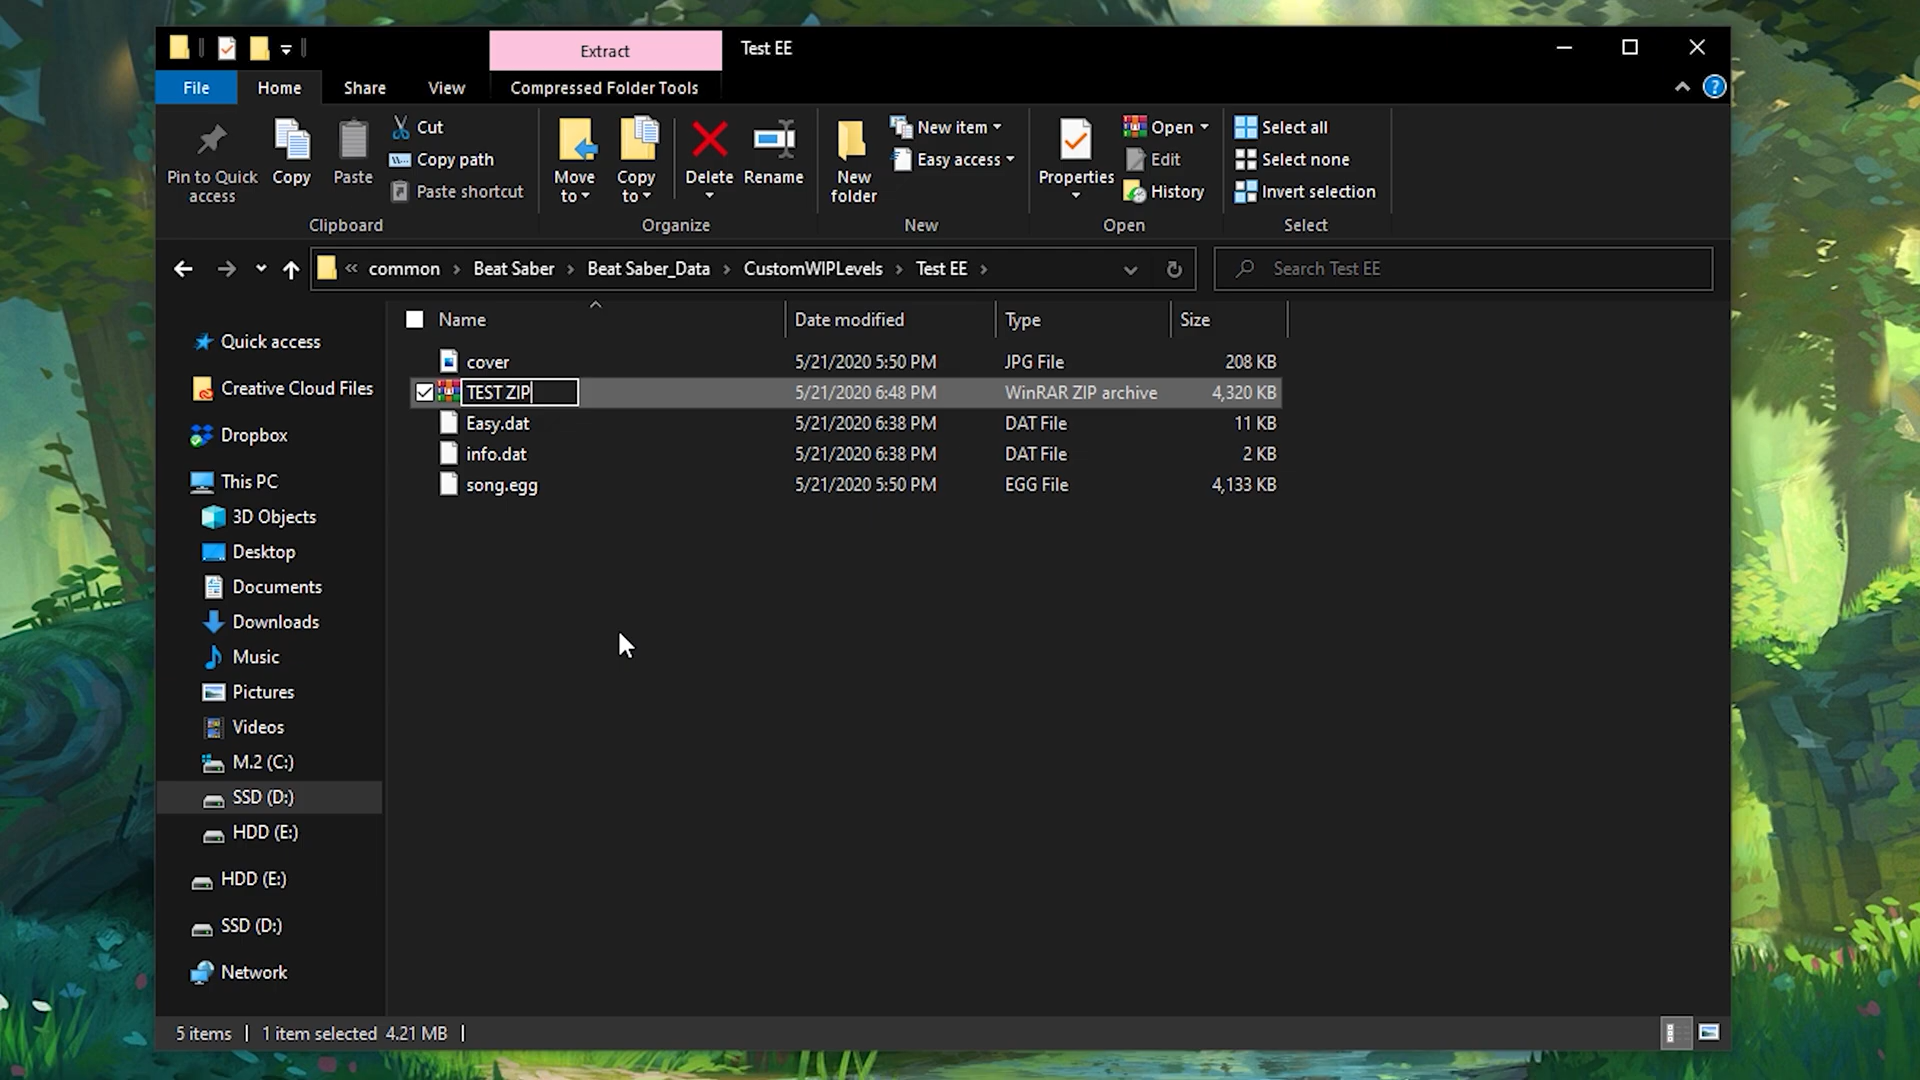 Extract
Test EE
File
Home
Share
View
Compressed Folder Tools
Pin to Quick
access
Copy
Paste
Cut
Copy path
Paste shortcut
Clipboard
Move
to
Copy
to
Delete
Rename
Organize
New
folder
New item
Easy access
New
Properties
Open
Edit
History
Open
Select all
Select none
Invert selection
Select
« common › Beat Saber › Beat Saber_Data › CustomWIPLevels › Test EE ›
Search Test EE
Name Date modified Type Size
cover 5/21/2020 5:50 PM JPG File 208 KB
TEST ZIP 5/21/2020 6:48 PM WinRAR ZIP archive 4,320 KB
Easy.dat 5/21/2020 6:38 PM DAT File 11 KB
info.dat 5/21/2020 6:38 PM DAT File 2 KB
song.egg 5/21/2020 5:50 PM EGG File 4,133 KB
Quick access
Creative Cloud Files
Dropbox
This PC
3D Objects
Desktop
Documents
Downloads
Music
Pictures
Videos
M.2 (C:)
SSD (D:)
HDD (E:)
HDD (E:)
SSD (D:)
Network
5 items
1 item selected 4.21 MB